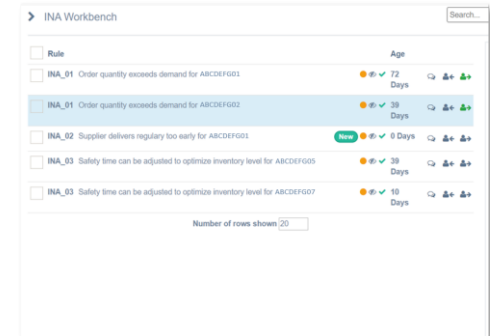 INA Workbench
Search...
Rule Age
INA_01 Order quantity exceeds demand for ABCDEFG01 72 Days
INA_01 Order quantity exceeds demand for ABCDEFG02 39 Days
INA_02 Supplier delivers regulary too early for ABCDEFG01 New 0 Days
INA_03 Safety time can be adjusted to optimize inventory level for ABCDEFG05 39 Days
INA_03 Safety time can be adjusted to optimize inventory level for ABCDEFG07 10 Days
Number of rows shown 20